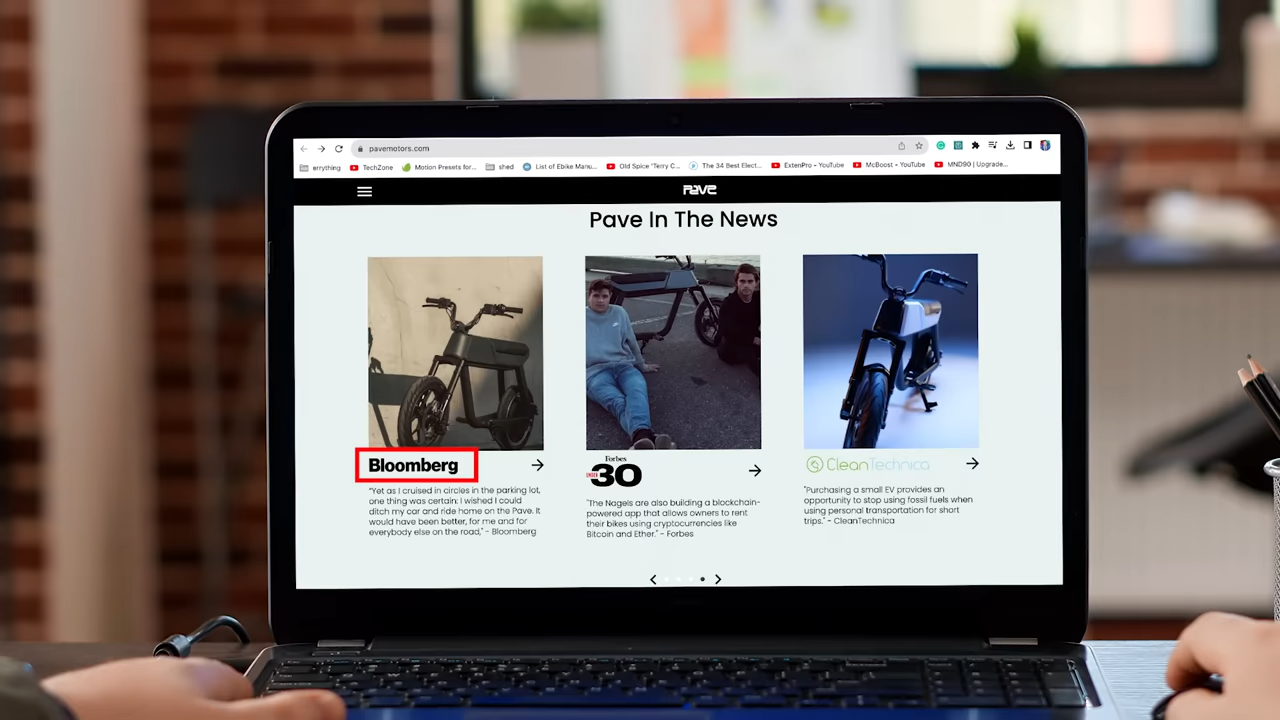 pavemotors.com
errything
TechZone
Motion Presets for...
shed
List of Ebike Manu...
Old Spice "Terry C...
The 34 Best Elect...
ExtenPro - YouTube
McBoost - YouTube
MND90 | Upgrade...
PAVE
Pave In The News
Bloomberg
"Yet as I cruised in circles in the parking lot,
one thing was certain: I wished I could
ditch my car and ride home on the Pave. It
would have been better, for me and for
everybody else on the road," - Bloomberg
Forbes
30
"The Nagels are also building a blockchain-
powered app that allows owners to rent
their bikes using cryptocurrencies like
Bitcoin and Ether." - Forbes
CleanTechnica
"Purchasing a small EV provides an
opportunity to stop using fossil fuels when
using personal transportation for short
trips." - CleanTechnica